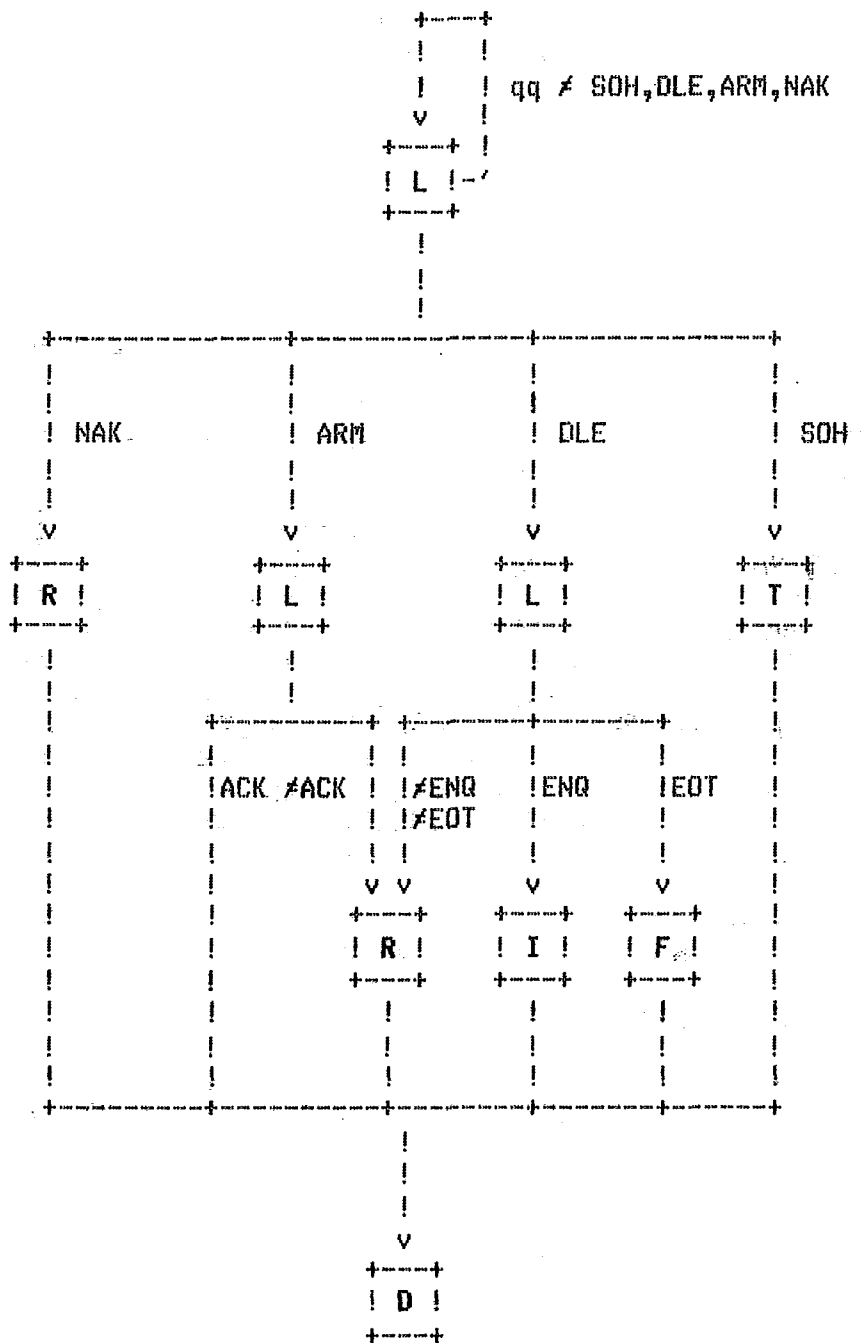 qq ≠ SOH,DLE,ARM,NAK
L
NAK ARM DLE SOH
R L L T
ACK ≠ACK ≠ENQ ENQ EOT
≠EOT
R I F
D